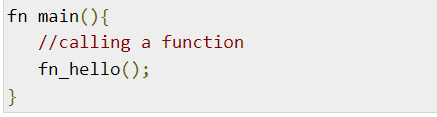 fn main(){
   //calling a function
   fn_hello();
}